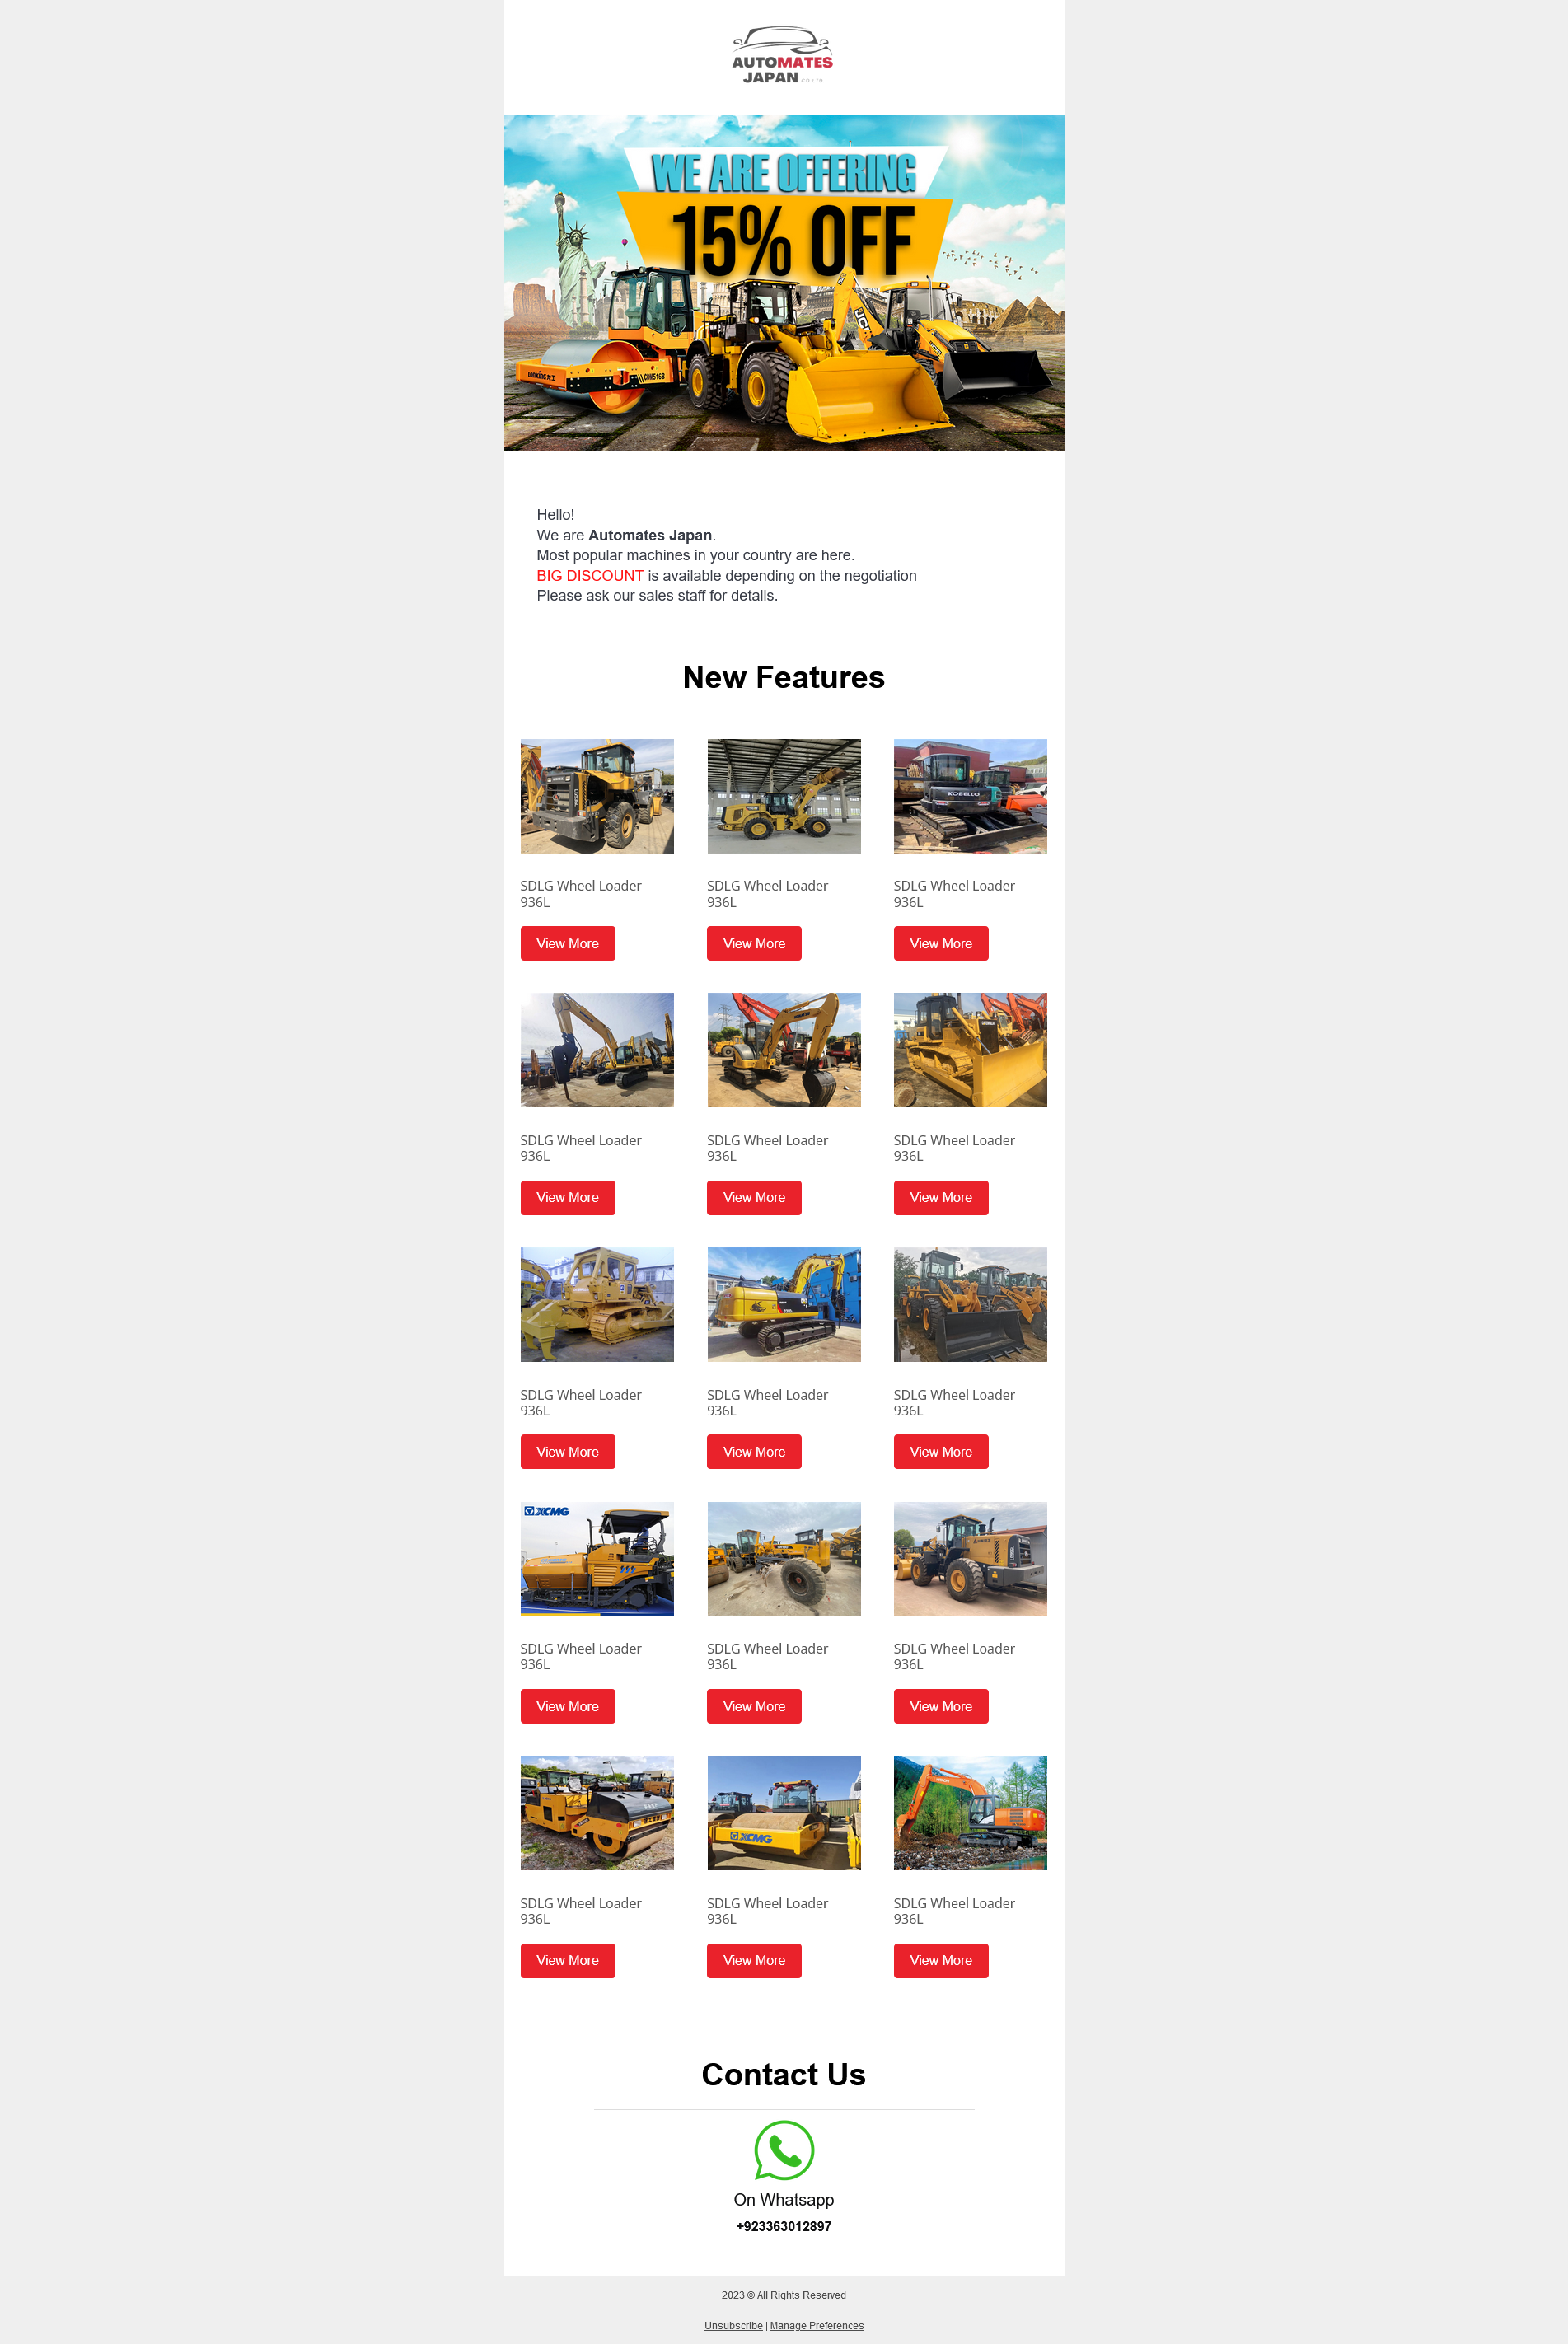 AUTOMATES
JAPAN CO LTD
WE ARE OFFERING
15% OFF
JCB
LONKING 龙工
CDM516B
Hello!
We are Automates Japan.
Most popular machines in your country are here.
BIG DISCOUNT is available depending on the negotiation
Please ask our sales staff for details.
New Features
KOBELCO
SDLG Wheel Loader
936L
SDLG Wheel Loader
936L
SDLG Wheel Loader
936L
View More
View More
View More
SDLG Wheel Loader
936L
SDLG Wheel Loader
936L
SDLG Wheel Loader
936L
View More
View More
View More
SDLG Wheel Loader
936L
SDLG Wheel Loader
936L
SDLG Wheel Loader
936L
View More
View More
View More
XCMG
SDLG Wheel Loader
936L
SDLG Wheel Loader
936L
SDLG Wheel Loader
936L
View More
View More
View More
XCMG
SDLG Wheel Loader
936L
SDLG Wheel Loader
936L
SDLG Wheel Loader
936L
View More
View More
View More
Contact Us
On Whatsapp
+923363012897
2023 © All Rights Reserved
Unsubscribe | Manage Preferences